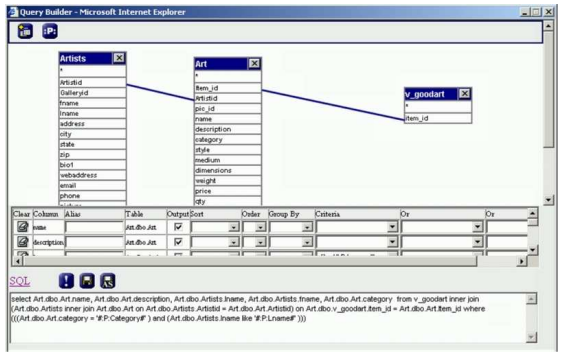 Query Builder - Microsoft Internet Explorer
:P:
Artists
*
Artistid
Galleryid
fname
lname
address
city
state
zip
bio1
webaddress
email
phone
Art
*
Item_id
Artistid
pic_id
name
description
category
style
medium
dimensions
weight
price
qty
v_goodart
*
item_id
Clear Column Alias Table Output Sort Order Group By Criteria Or Or
name Art.dbo.Art
description Art.dbo.Art
SQL
select Art.dbo.Art.name, Art.dbo.Art.description, Art.dbo.Artists.lname, Art.dbo.Artists.fname, Art.dbo.Art.category from v_goodart inner join
(Art.dbo.Artists inner join Art.dbo.Art on Art.dbo.Artists.Artistid = Art.dbo.Art.Artistid) on Art.dbo.v_goodart.item_id = Art.dbo.Art.Item_id where
(((Art.dbo.Art.category = '#:P:Category#' ) and (Art.dbo.Artists.lname like '#:P:Lname#' )))